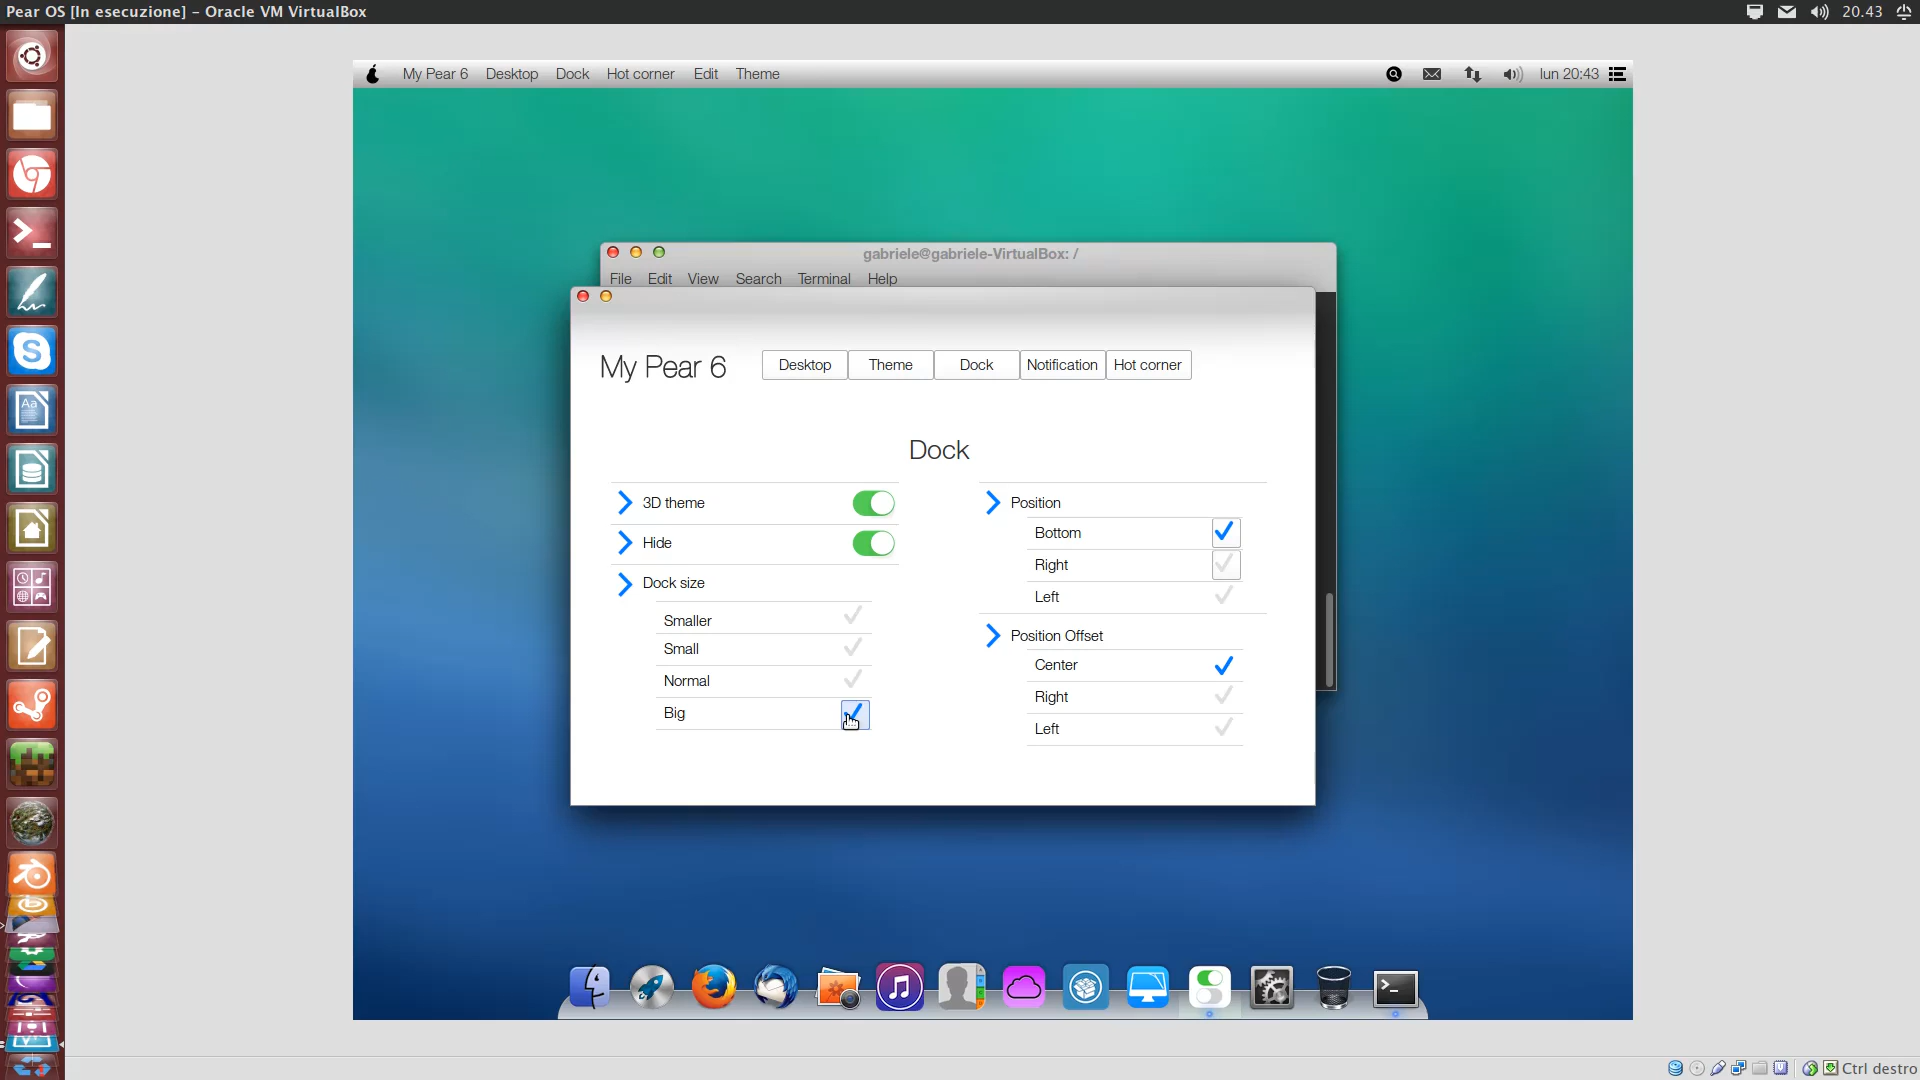 Pear OS [In esecuzione] - Oracle VM VirtualBox
20.43
My Pear 6 Desktop Dock Hot corner Edit Theme
lun 20:43
gabriele@gabriele-VirtualBox: /
File Edit View Search Terminal Help
My Pear 6
Desktop Theme Dock Notification Hot corner
Dock
3D theme
Hide
Dock size
Smaller
Small
Normal
Big
Position
Bottom
Right
Left
Position Offset
Center
Right
Left
Ctrl destro